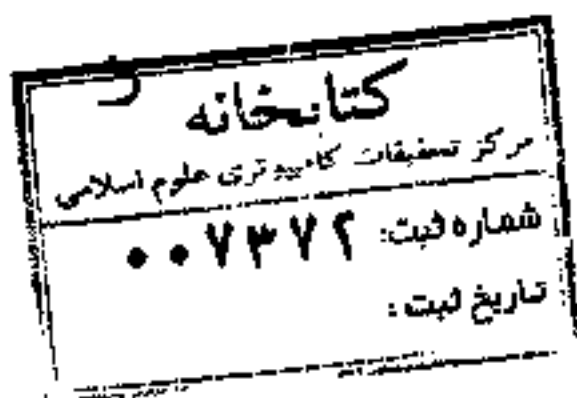 کتابخانه
مرکز تحقیقات کامپیوتری علوم اسلامی
شماره ثبت: ۰۰۷۳۷۲
تاریخ ثبت: